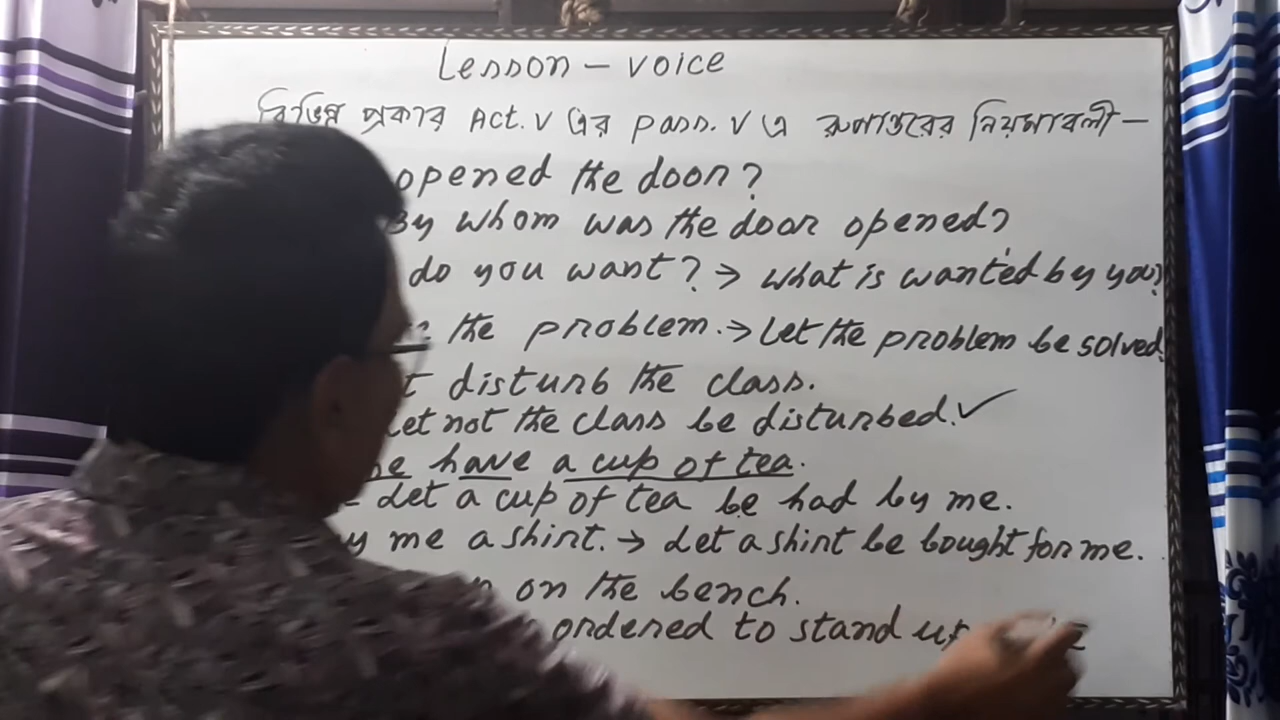 Lesson - voice
বিভিন্ন প্রকার Act. V এর pass. V এ রুপান্তরের নিয়মাবলী -
opened the door?
By whom was the door opened?
do you want? → what is wanted by you?
the problem. → Let the problem be solved.
disturb the class.
Let not the class be disturbed. ✓
have a cup of tea.
Let a cup of tea be had by me.
me a shirt. → Let a shirt be bought for me.
on the bench.
ordered to stand up